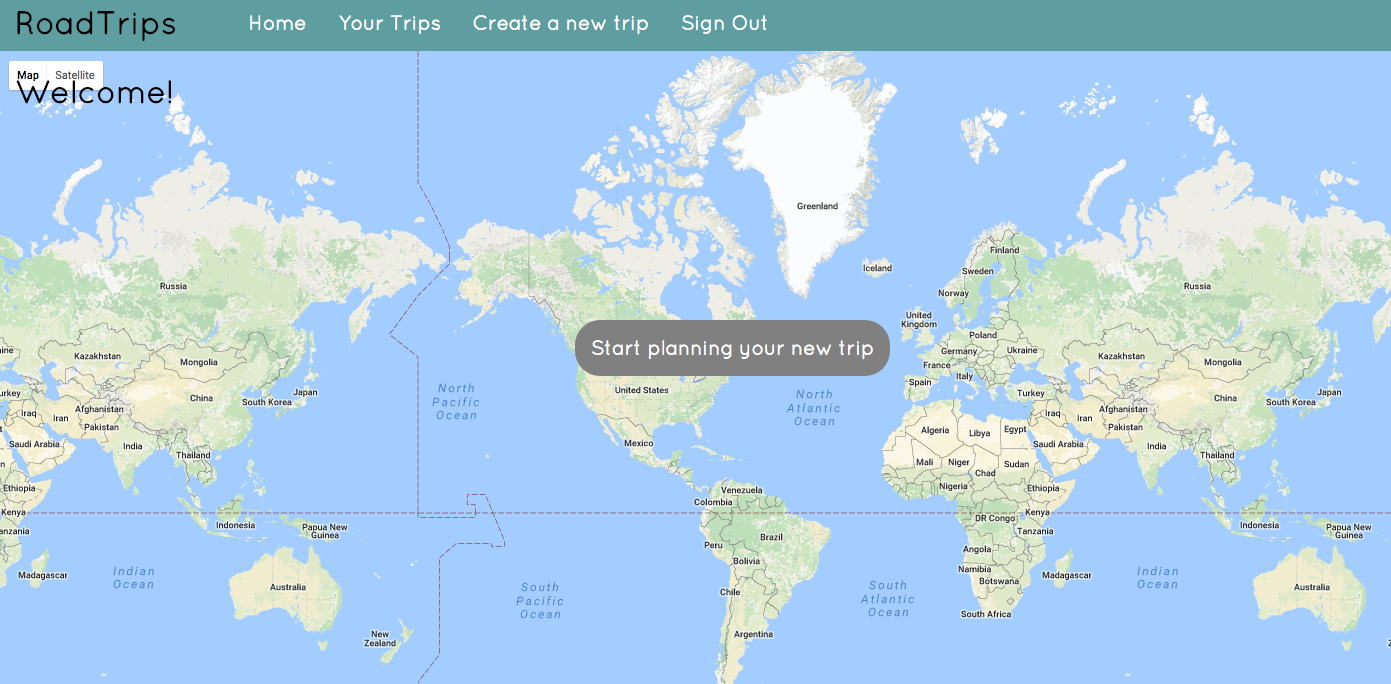 RoadTrips Home Your Trips Create a new trip Sign Out
Map Satellite
Welcome!
Greenland
Finland
Iceland
Sweden
Russia
Russia
Norway
United
Kingdom
Poland
Start planning your new trip
ine
Germany
Ukraine
Kazakhstan
Mongolia
Kazakhstan
Mongolia
France
Italy
Spain
urkey
United States
Turkey
North
Pacific
Ocean
North
Atlantic
Ocean
Japan
Japan
China
China
South Korea
South Korea
Afghanistan
Afghanistan
Iraq
Iran
Iraq
Iran
Pakistan
Pakistan
Algeria
Libya
Egypt
Saudi Arabia
India
Mexico
Saudi Arabia
India
Thailand
Thailand
n
Mali
Niger
Chad
Sudan
Ethiopia
Venezuela
Nigeria
Ethiopia
Colombia
Kenya
Kenya
DR Congo
Indonesia
Papua New
Guinea
Indonesia
Papua New
Guinea
anzania
Tanzania
Brazil
Peru
Angola
Bolivia
Namibia
Botswana
Madagascar
Madagascar
Indian
Ocean
Indian
Ocean
Australia
Australia
South
Pacific
Ocean
Chile
South
Atlantic
Ocean
South Africa
New
Zealand
Argentina
Z